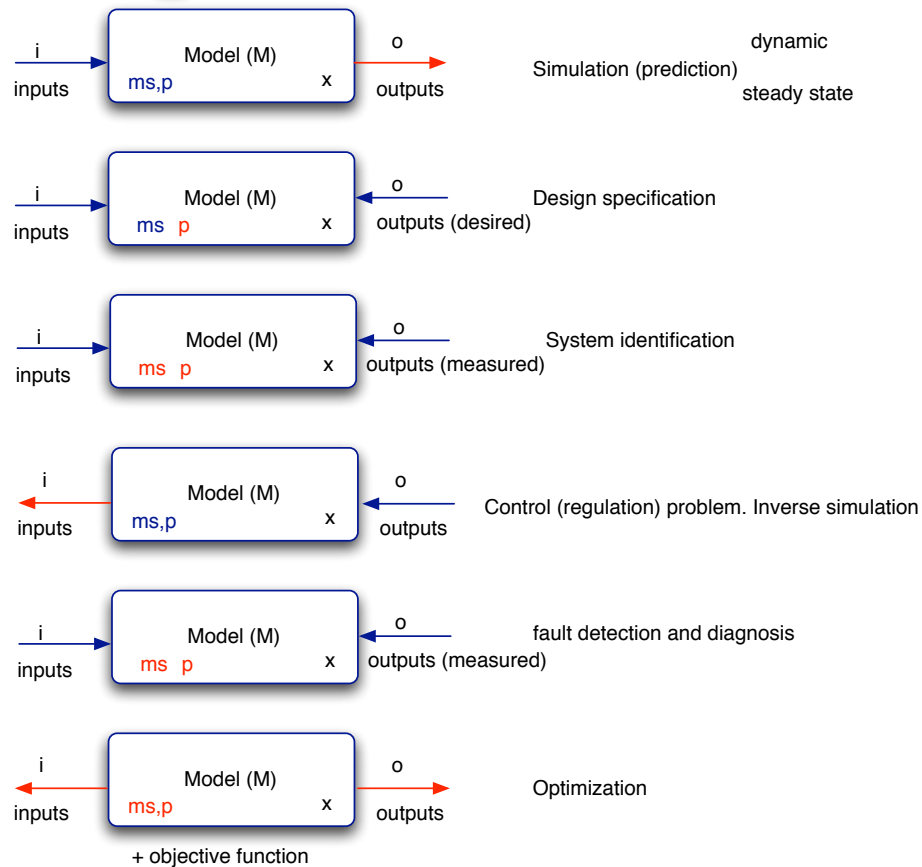 i
inputs
Model (M)
ms,p
x
o
outputs
Simulation (prediction)
dynamic
steady state
i
inputs
Model (M)
ms p
x
o
outputs (desired)
Design specification
i
inputs
Model (M)
ms p
x
o
outputs (measured)
System identification
i
inputs
Model (M)
ms,p
x
o
outputs
Control (regulation) problem. Inverse simulation
i
inputs
Model (M)
ms p
x
o
outputs (measured)
fault detection and diagnosis
i
inputs
Model (M)
ms,p
x
o
outputs
Optimization
+ objective function